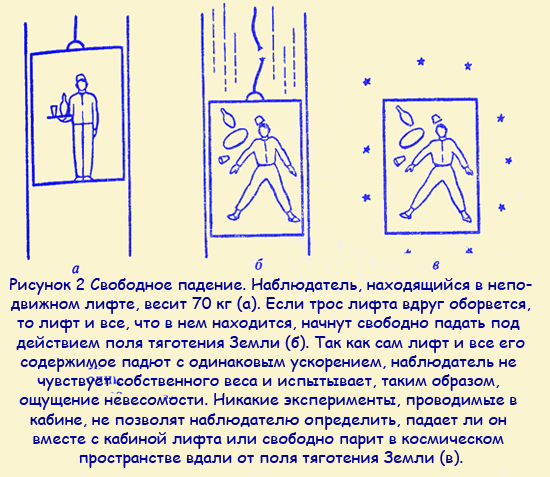 а
б
в
Рисунок 2 Свободное падение. Наблюдатель, находящийся в непо-
движном лифте, весит 70 кг (а). Если трос лифта вдруг оборвется,
то лифт и все, что в нем находится, начнут свободно падать под
действием поля тяготения Земли (б). Так как сам лифт и все его
содержимое падют с одинаковым ускорением, наблюдатель не
чувствует собственного веса и испытывает, таким образом,
ощущение невесомости. Никакие эксперименты, проводимые в
кабине, не позволят наблюдателю определить, падает ли он
вместе с кабиной лифта или свободно парит в космическом
пространстве вдали от поля тяготения Земли (в).